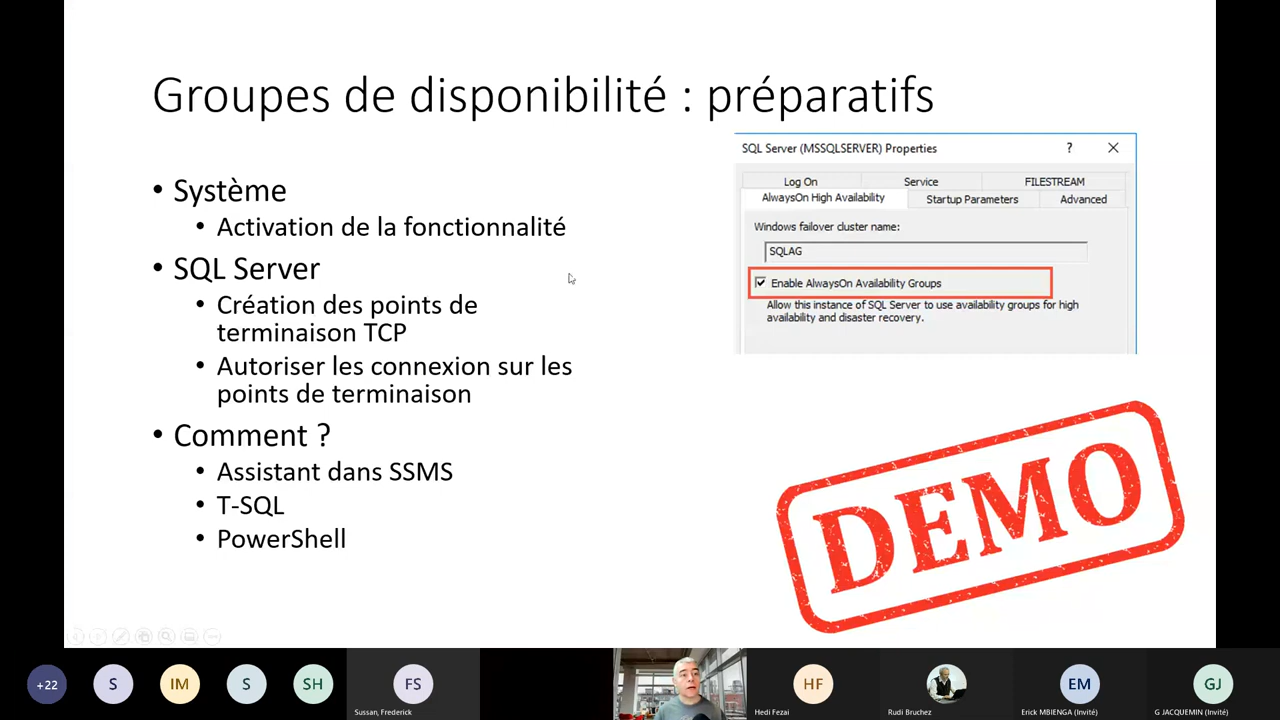 Groupes de disponibilité : préparatifs
• Système
• Activation de la fonctionnalité
• SQL Server
• Création des points de
terminaison TCP
• Autoriser les connexion sur les
points de terminaison
• Comment ?
• Assistant dans SSMS
• T-SQL
• PowerShell
SQL Server (MSSQLSERVER) Properties
?
Log On Service FILESTREAM
AlwaysOn High Availability Startup Parameters Advanced
Windows failover cluster name:
SQLAG
Enable AlwaysOn Availability Groups
Allow this instance of SQL Server to use availability groups for high
availability and disaster recovery.
DEMO
+22 S IM S SH FS HF EM GJ
Sussan, Frederick Hedi Fezai Rudi Bruchez Erick MBIENGA (Invité) G JACQUEMIN (Invité)